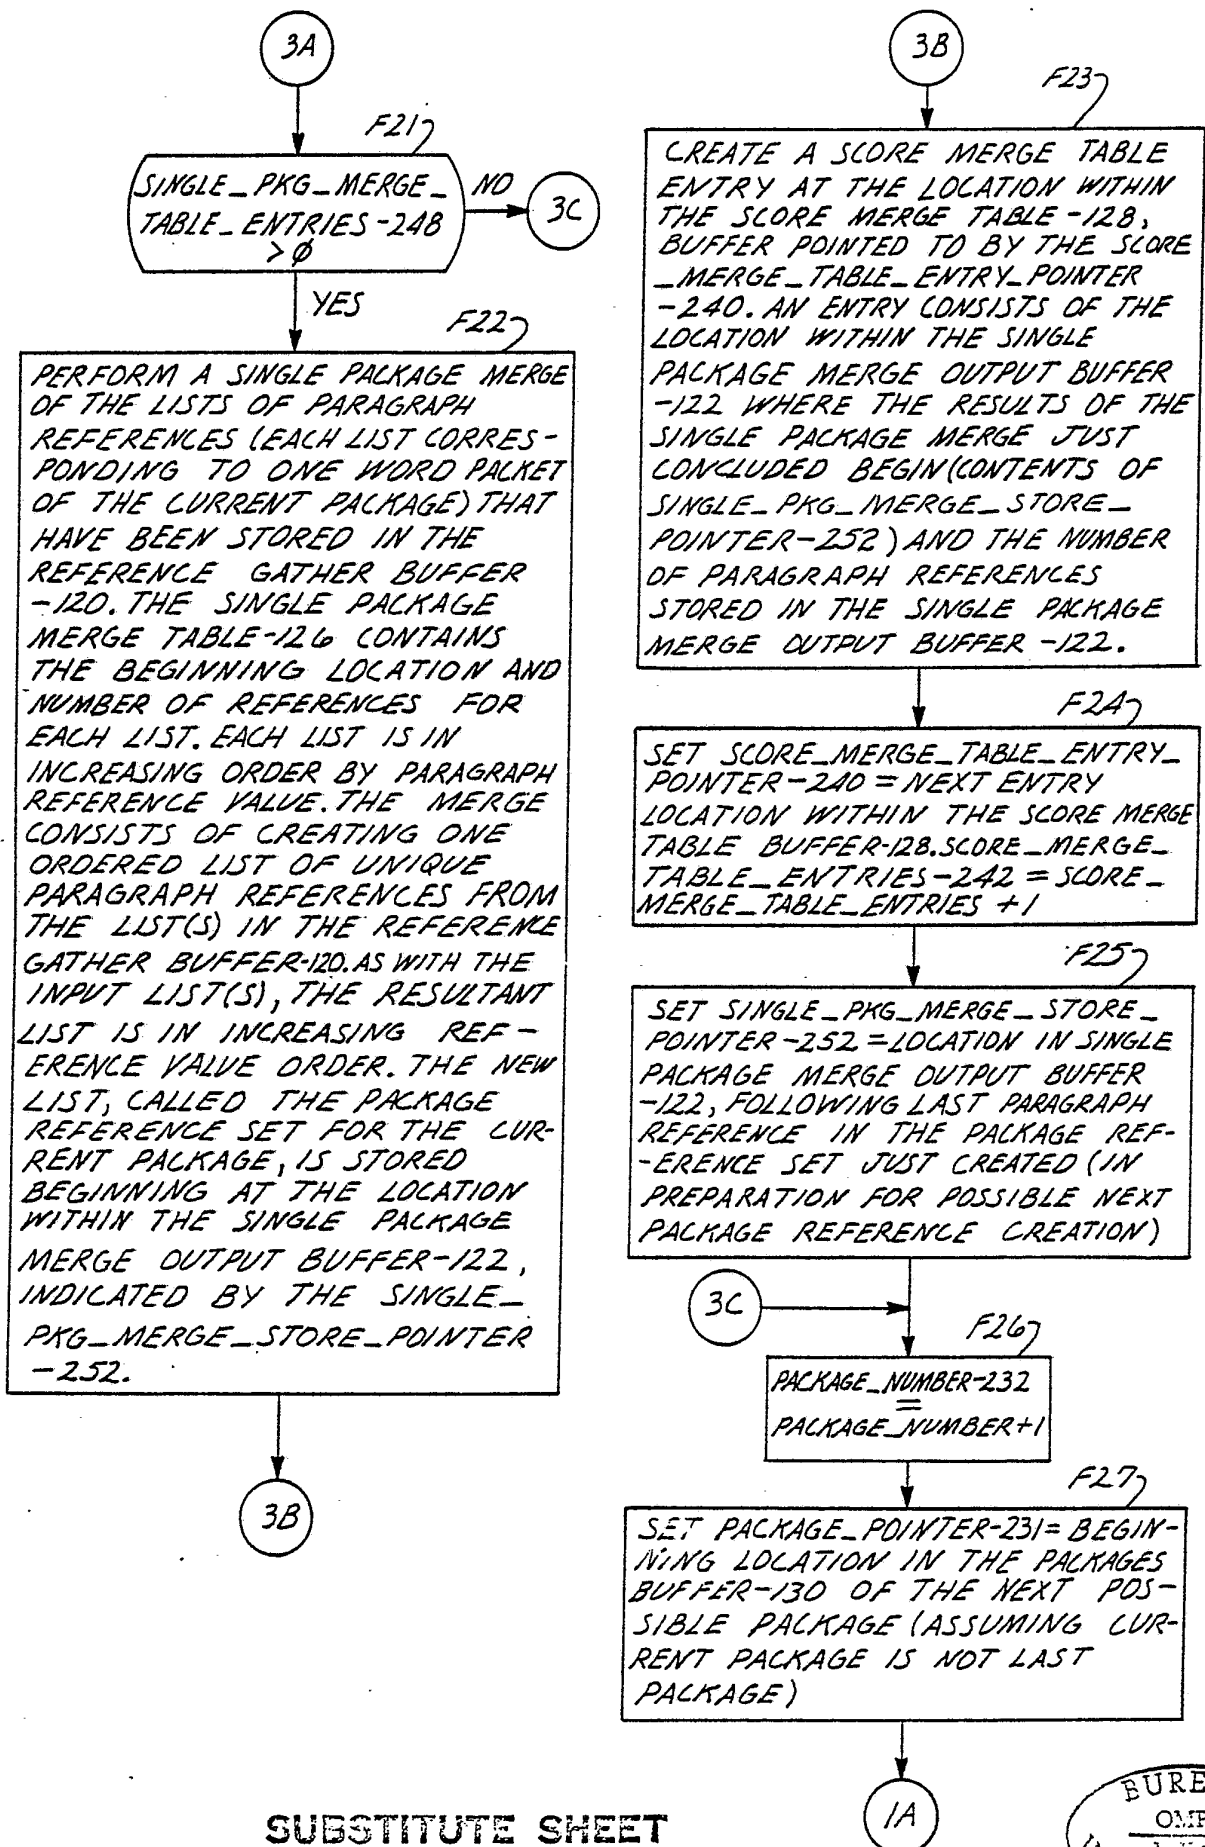 3A
F21
SINGLE_PKG_MERGE_
TABLE_ENTRIES-248
>ø
NO
3C
YES
F22
PERFORM A SINGLE PACKAGE MERGE
OF THE LISTS OF PARAGRAPH
REFERENCES (EACH LIST CORRES-
PONDING TO ONE WORD PACKET
OF THE CURRENT PACKAGE) THAT
HAVE BEEN STORED IN THE
REFERENCE GATHER BUFFER
-120. THE SINGLE PACKAGE
MERGE TABLE-126 CONTAINS
THE BEGINNING LOCATION AND
NUMBER OF REFERENCES FOR
EACH LIST. EACH LIST IS IN
INCREASING ORDER BY PARAGRAPH
REFERENCE VALUE. THE MERGE
CONSISTS OF CREATING ONE
ORDERED LIST OF UNIQUE
PARAGRAPH REFERENCES FROM
THE LIST(S) IN THE REFERENCE
GATHER BUFFER-120. AS WITH THE
INPUT LIST(S), THE RESULTANT
LIST IS IN INCREASING REF-
ERENCE VALUE ORDER. THE NEW
LIST, CALLED THE PACKAGE
REFERENCE SET FOR THE CUR-
RENT PACKAGE, IS STORED
BEGINNING AT THE LOCATION
WITHIN THE SINGLE PACKAGE
MERGE OUTPUT BUFFER-122,
INDICATED BY THE SINGLE_
PKG_MERGE_STORE_POINTER
-252.
3B
3B
F23
CREATE A SCORE MERGE TABLE
ENTRY AT THE LOCATION WITHIN
THE SCORE MERGE TABLE-128,
BUFFER POINTED TO BY THE SCORE
_MERGE_TABLE_ENTRY_POINTER
-240. AN ENTRY CONSISTS OF THE
LOCATION WITHIN THE SINGLE
PACKAGE MERGE OUTPUT BUFFER
-122 WHERE THE RESULTS OF THE
SINGLE PACKAGE MERGE JUST
CONCLUDED BEGIN (CONTENTS OF
SINGLE_PKG_MERGE_STORE_
POINTER-252) AND THE NUMBER
OF PARAGRAPH REFERENCES
STORED IN THE SINGLE PACKAGE
MERGE OUTPUT BUFFER -122.
F24
SET SCORE_MERGE_TABLE_ENTRY_
POINTER-240 = NEXT ENTRY
LOCATION WITHIN THE SCORE MERGE
TABLE BUFFER-128. SCORE_MERGE_
TABLE_ENTRIES-242 = SCORE_
MERGE_TABLE_ENTRIES +1
F25
SET SINGLE_PKG_MERGE_STORE_
POINTER-252 = LOCATION IN SINGLE
PACKAGE MERGE OUTPUT BUFFER
-122, FOLLOWING LAST PARAGRAPH
REFERENCE IN THE PACKAGE REF-
-ERENCE SET JUST CREATED (IN
PREPARATION FOR POSSIBLE NEXT
PACKAGE REFERENCE CREATION)
3C
F26
PACKAGE_NUMBER-232
=
PACKAGE_NUMBER+1
F27
SET PACKAGE_POINTER-231= BEGIN-
NING LOCATION IN THE PACKAGES
BUFFER-130 OF THE NEXT POS-
SIBLE PACKAGE (ASSUMING CUR-
RENT PACKAGE IS NOT LAST
PACKAGE)
1A
SUBSTITUTE SHEET
BURE
OMP